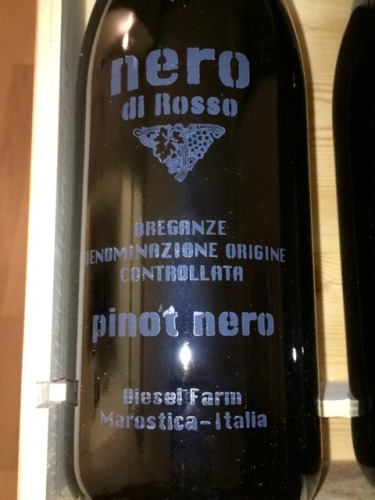 nero
di Rosso
BREGANZE
DENOMINAZIONE ORIGINE
CONTROLLATA
pinot nero
Diesel Farm
Marostica-Italia